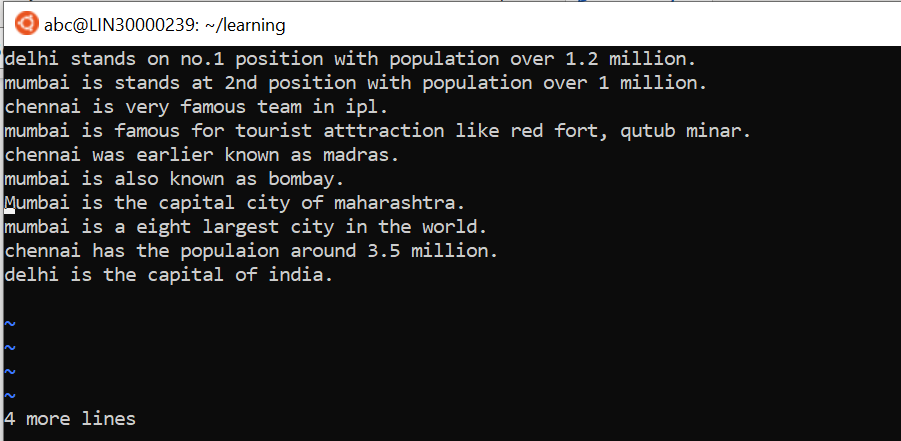 abc@LIN30000239: ~/learning
delhi stands on no.1 position with population over 1.2 million.
mumbai is stands at 2nd position with population over 1 million.
chennai is very famous team in ipl.
mumbai is famous for tourist atttraction like red fort, qutub minar.
chennai was earlier known as madras.
mumbai is also known as bombay.
Mumbai is the capital city of maharashtra.
mumbai is a eight largest city in the world.
chennai has the populaion around 3.5 million.
delhi is the capital of india.
~
~
~
~
4 more lines